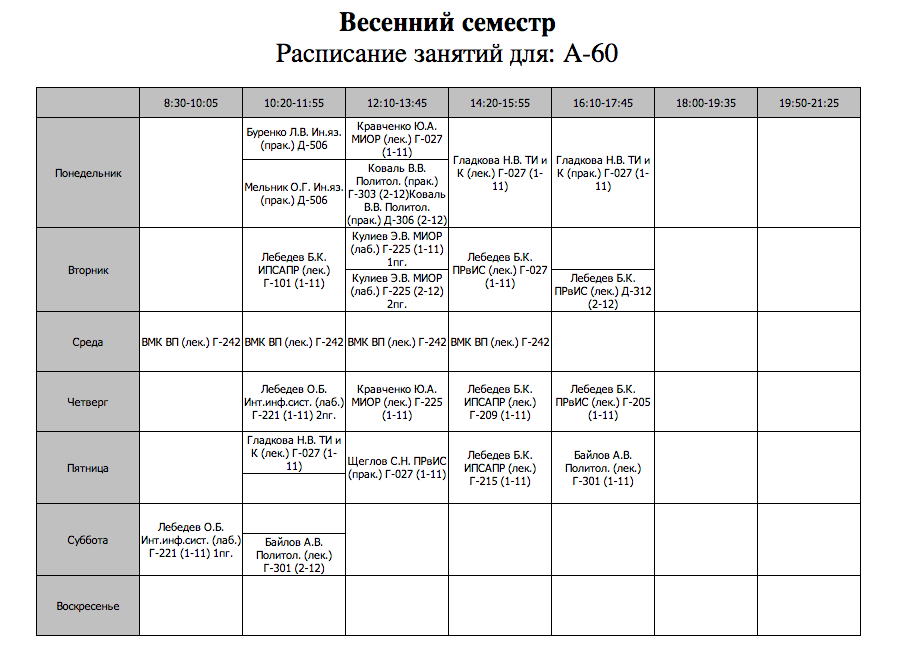 Весенний семестр
Расписание занятий для: А-60
8:30-10:05
10:20-11:55
12:10-13:45
14:20-15:55
16:10-17:45
18:00-19:35
19:50-21:25
Понедельник
Буренко Л.В. Ин.яз.
(прак.) Д-506
Мельник О.Г. Ин.яз.
(прак.) Д-506
Кравченко Ю.А.
МИОР (лек.) Г-027
(1-11)
Коваль В.В.
Политол. (прак.)
Г-303 (2-12)Коваль
В.В. Политол.
(прак.) Д-306 (2-12)
Гладкова Н.В. ТИ и
К (лек.) Г-027 (1-
11)
Гладкова Н.В. ТИ и
К (прак.) Г-027 (1-
11)
Вторник
Лебедев Б.К.
ИПСАПР (лек.)
Г-101 (1-11)
Кулиев Э.В. МИОР
(лаб.) Г-225 (1-11)
1пг.
Кулиев Э.В. МИОР
(лаб.) Г-225 (2-12)
2пг.
Лебедев Б.К.
ПРвИС (лек.) Г-027
(1-11)
Лебедев Б.К.
ПРвИС (лек.) Д-312
(2-12)
Среда
ВМК ВП (лек.) Г-242
ВМК ВП (лек.) Г-242
ВМК ВП (лек.) Г-242
ВМК ВП (лек.) Г-242
Четверг
Лебедев О.Б.
Инт.инф.сист. (лаб.)
Г-221 (1-11) 2пг.
Кравченко Ю.А.
МИОР (лек.) Г-225
(1-11)
Лебедев Б.К.
ИПСАПР (лек.)
Г-209 (1-11)
Лебедев Б.К.
ПРвИС (лек.) Г-205
(1-11)
Пятница
Гладкова Н.В. ТИ и
К (лек.) Г-027 (1-
11)
Щеглов С.Н. ПРвИС
(прак.) Г-027 (1-11)
Лебедев Б.К.
ИПСАПР (лек.)
Г-215 (1-11)
Байлов А.В.
Политол. (лек.)
Г-301 (1-11)
Суббота
Лебедев О.Б.
Инт.инф.сист. (лаб.)
Г-221 (1-11) 1пг.
Байлов А.В.
Политол. (лек.)
Г-301 (2-12)
Воскресенье